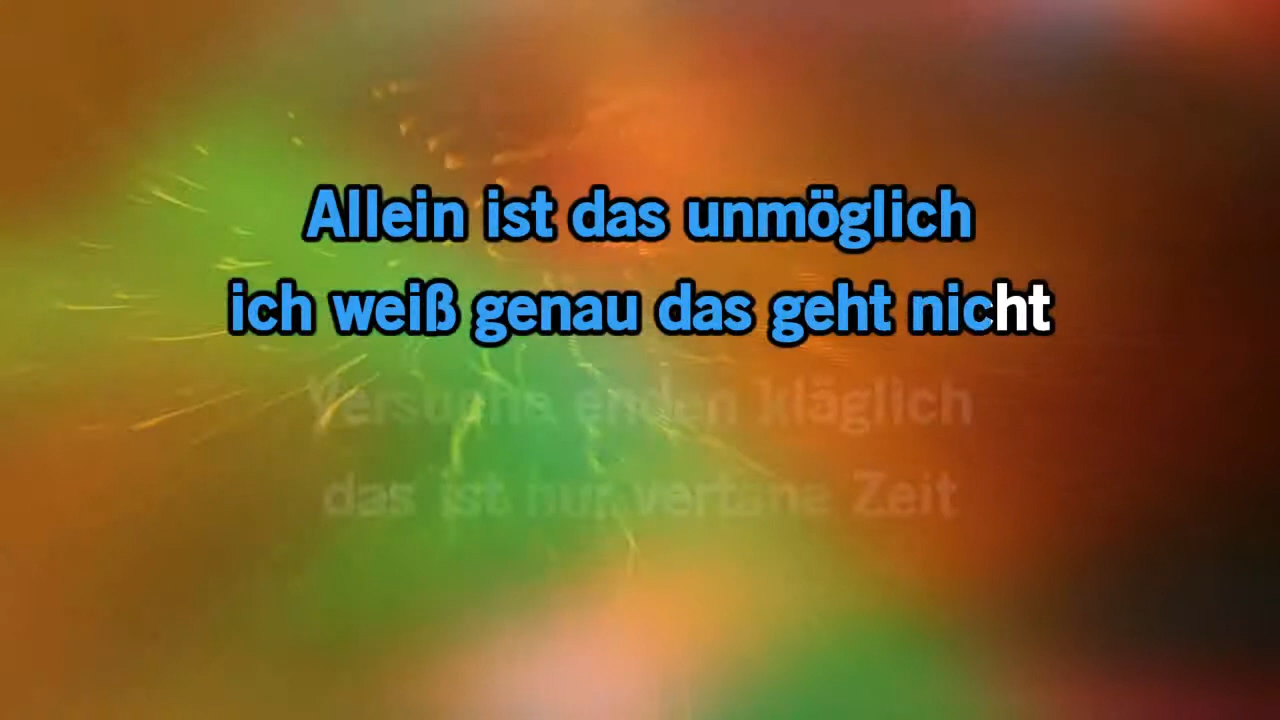 Allein ist das unmöglich
ich weiß genau das geht nicht
Versuche enden kläglich
das ist nur vertane Zeit